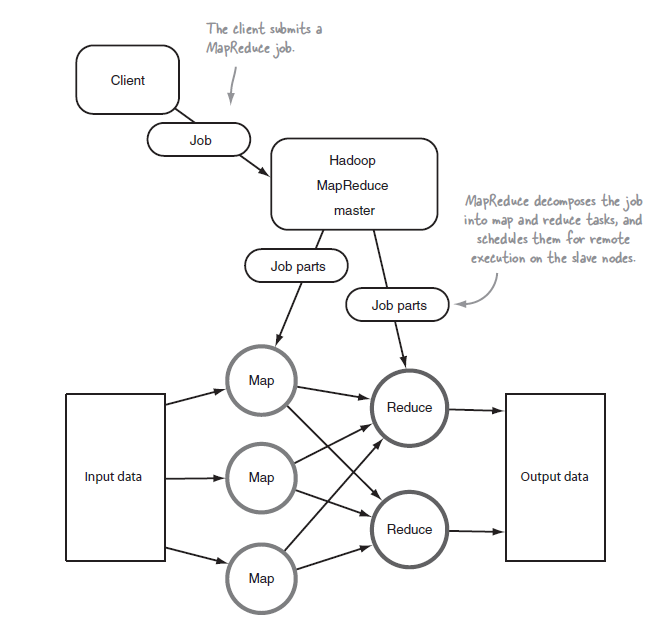 The client submits a
MapReduce job.
Client
Job
Hadoop
MapReduce
master
MapReduce decomposes the job
into map and reduce tasks, and
schedules them for remote
execution on the slave nodes.
Job parts
Job parts
Map
Reduce
Input data
Map
Output data
Reduce
Map